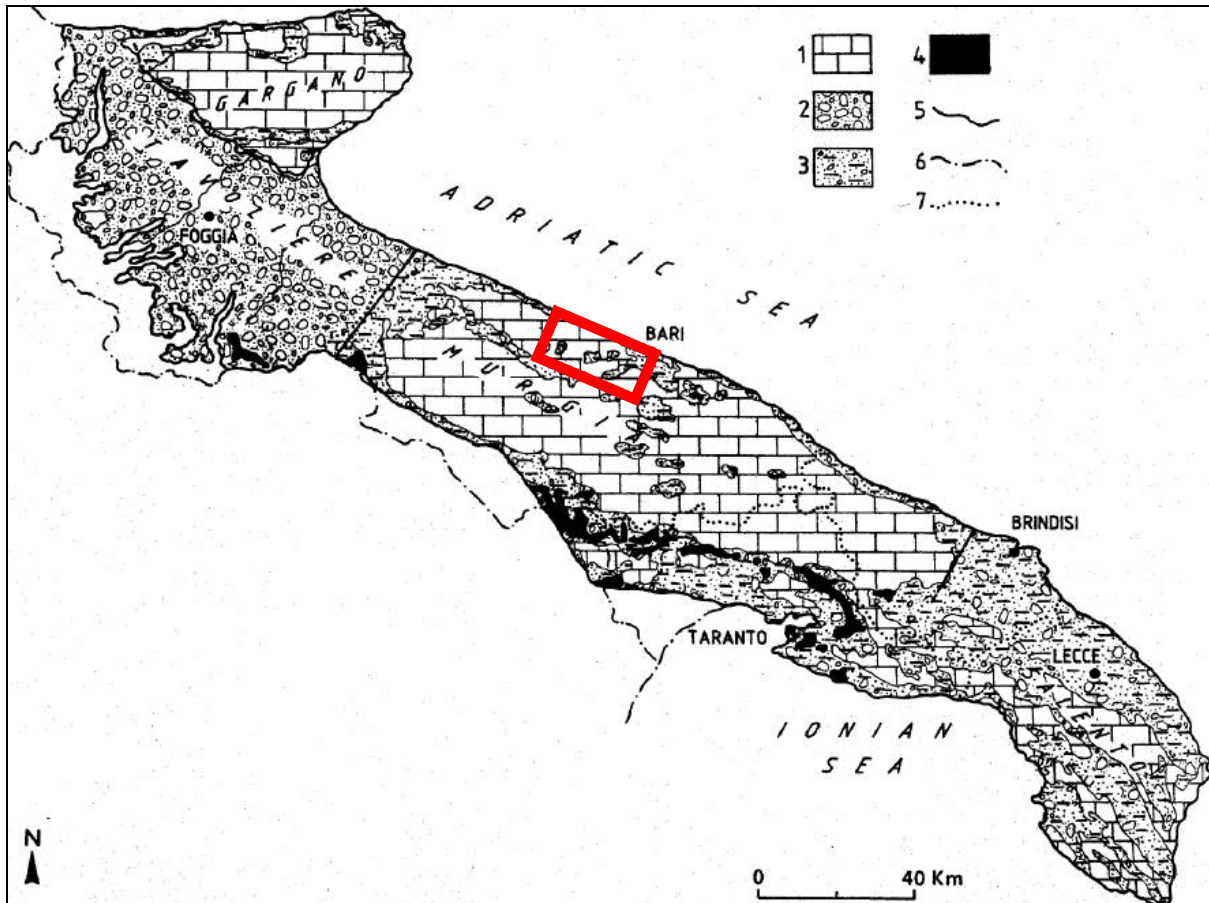 GARGANO
1
4
2
5
3
6
7
TAVOLIERE
FOGGIA
ADRIATIC SEA
BARI
MURGIA
BRINDISI
TARANTO
LECCE
SALENTO
IONIAN
SEA
N
0 40 Km